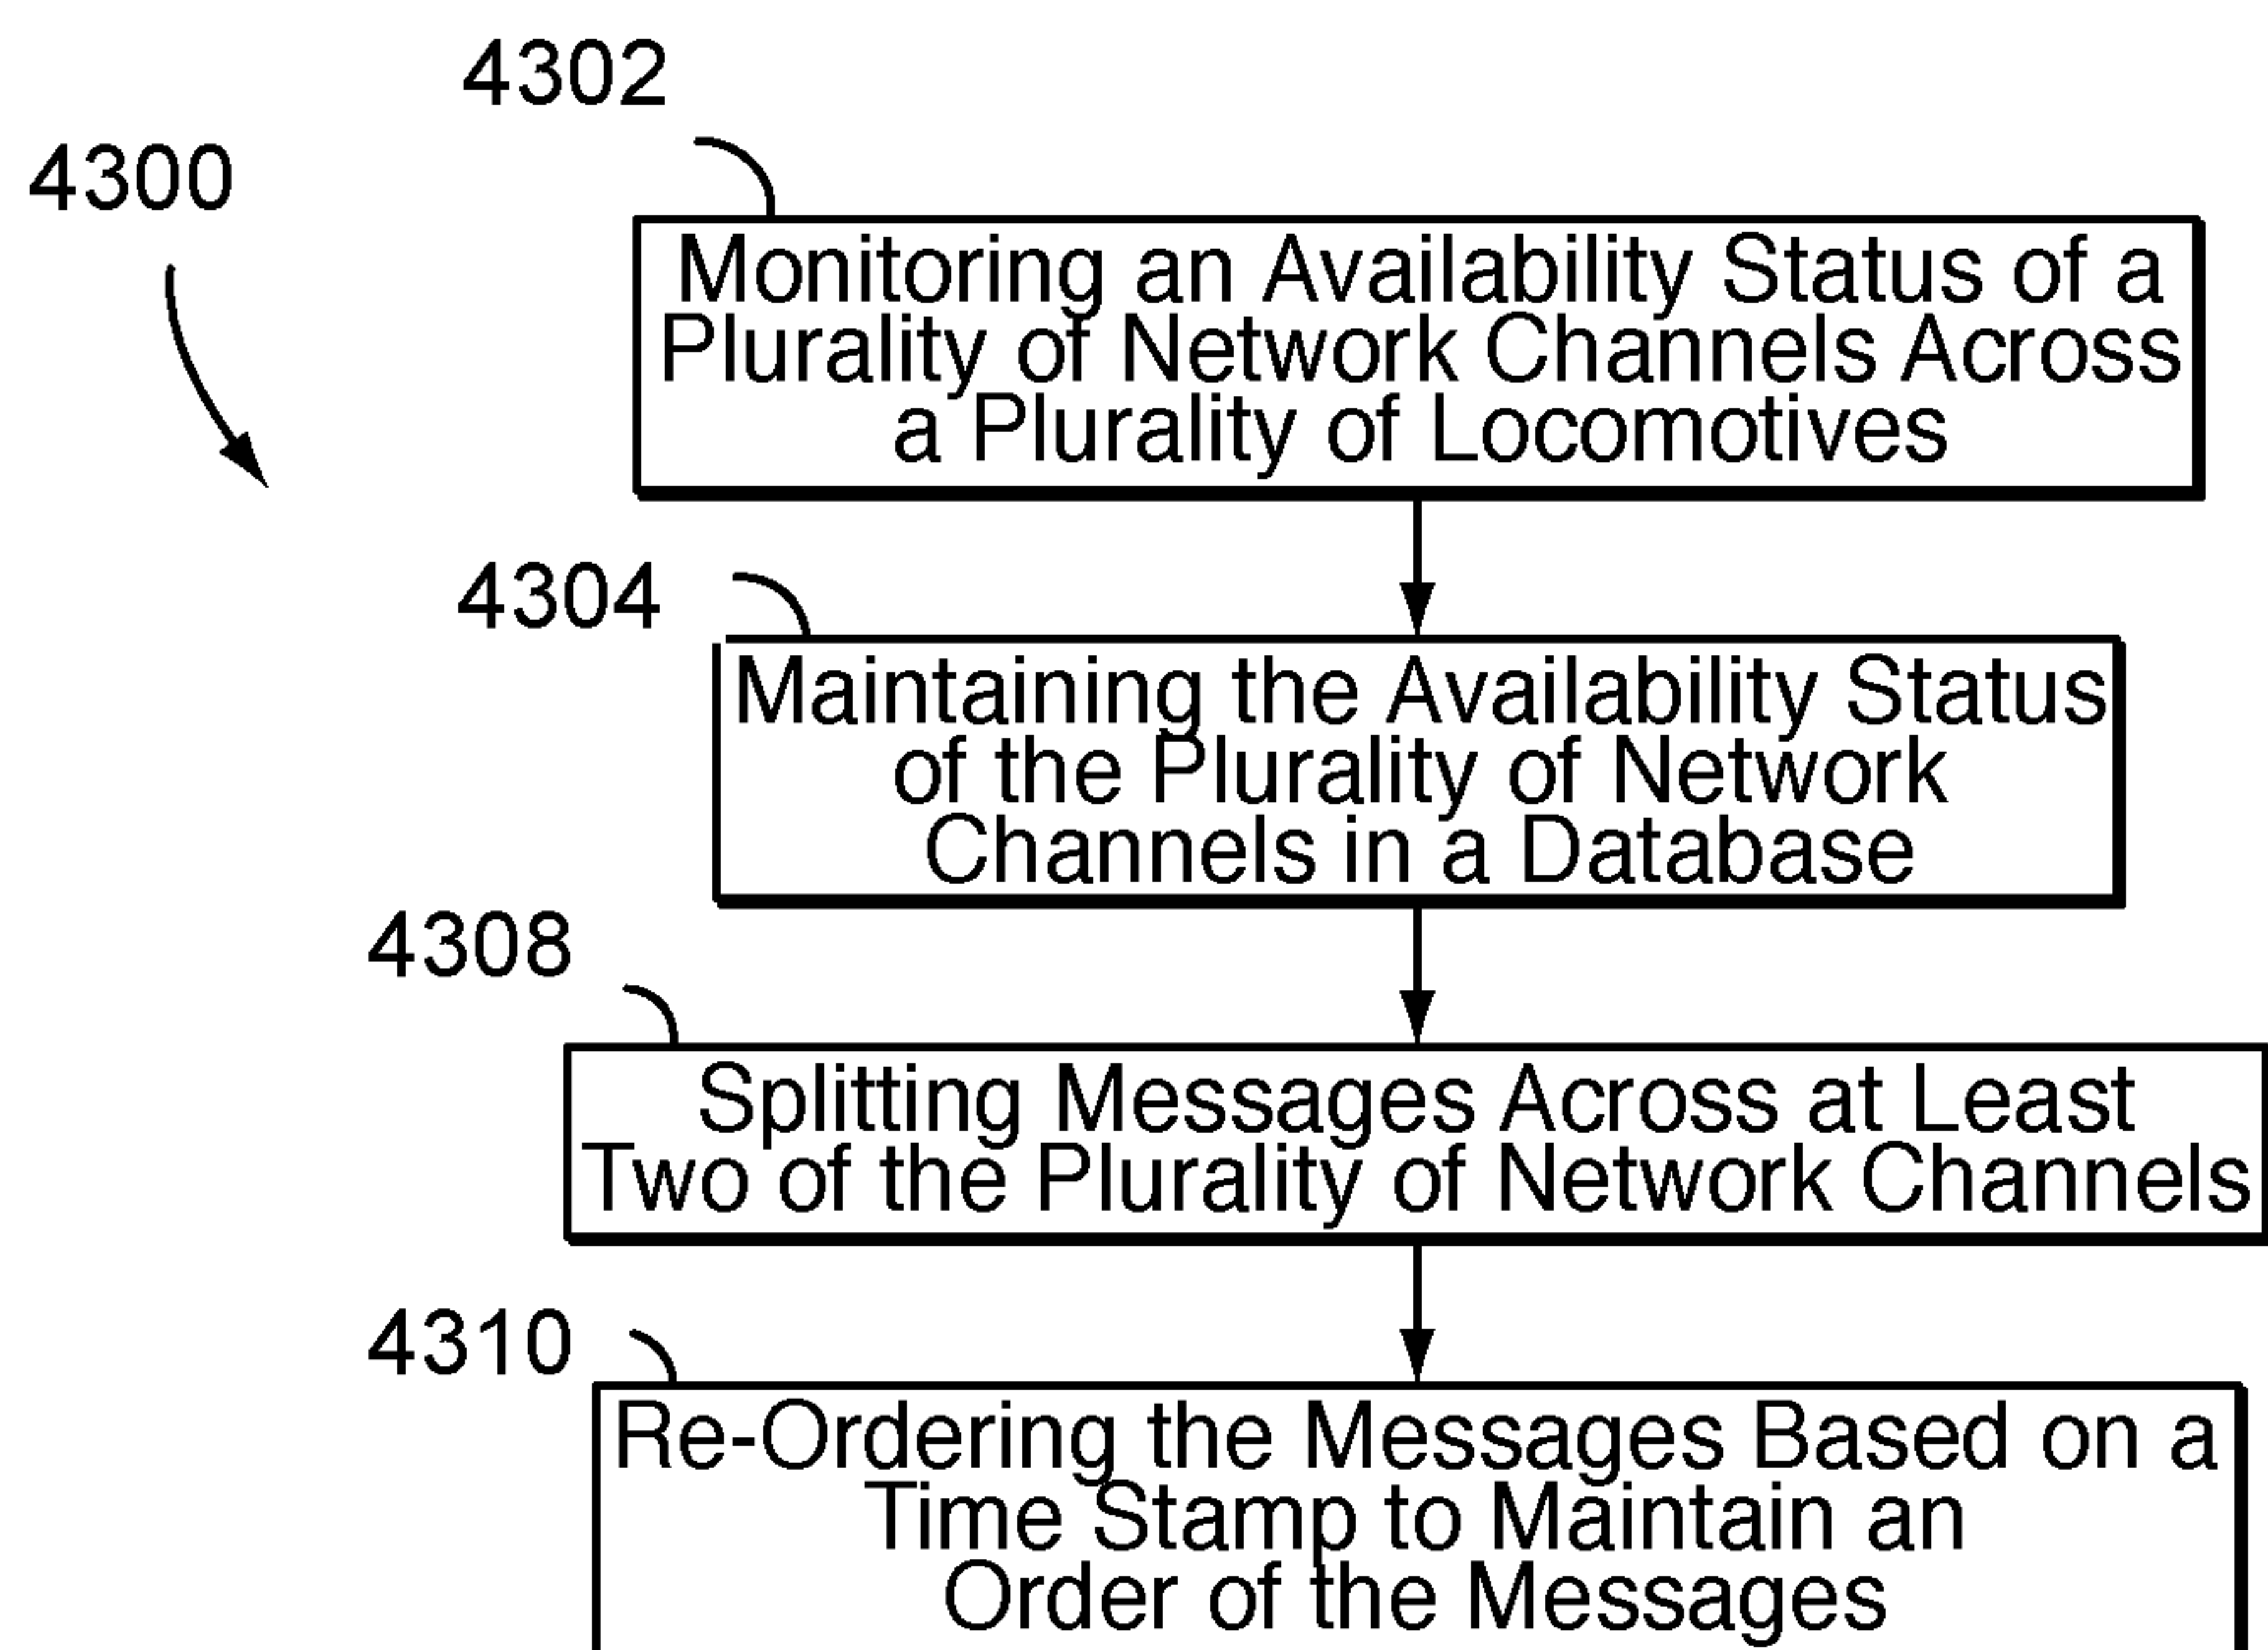 4302
4300
Monitoring an Availability Status of a
Plurality of Network Channels Across
a Plurality of Locomotives
4304
Maintaining the Availability Status
of the Plurality of Network
Channels in a Database
4308
Splitting Messages Across at Least
Two of the Plurality of Network Channels
4310
Re-Ordering the Messages Based on a
Time Stamp to Maintain an
Order of the Messages